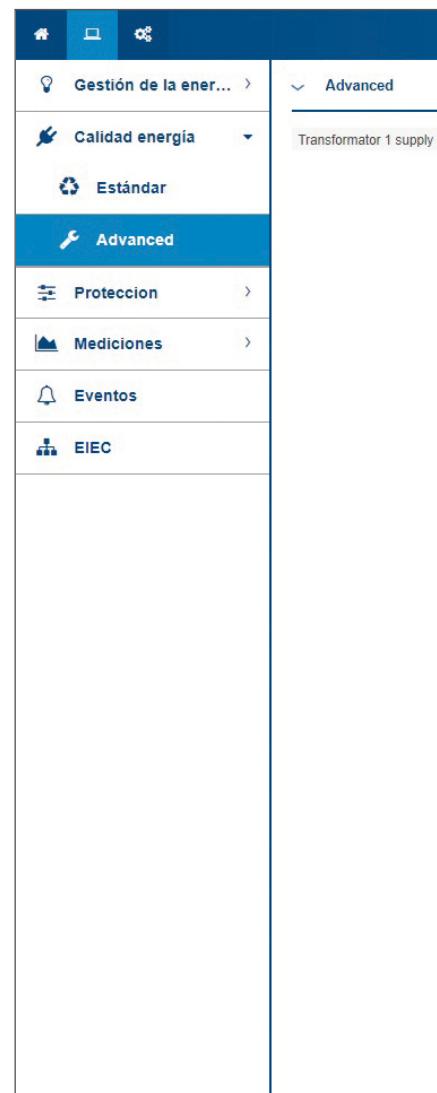 Gestión de la ener...
Advanced
Calidad energía
Transformator 1 supply
Estándar
Advanced
Proteccion
Mediciones
Eventos
EIEC